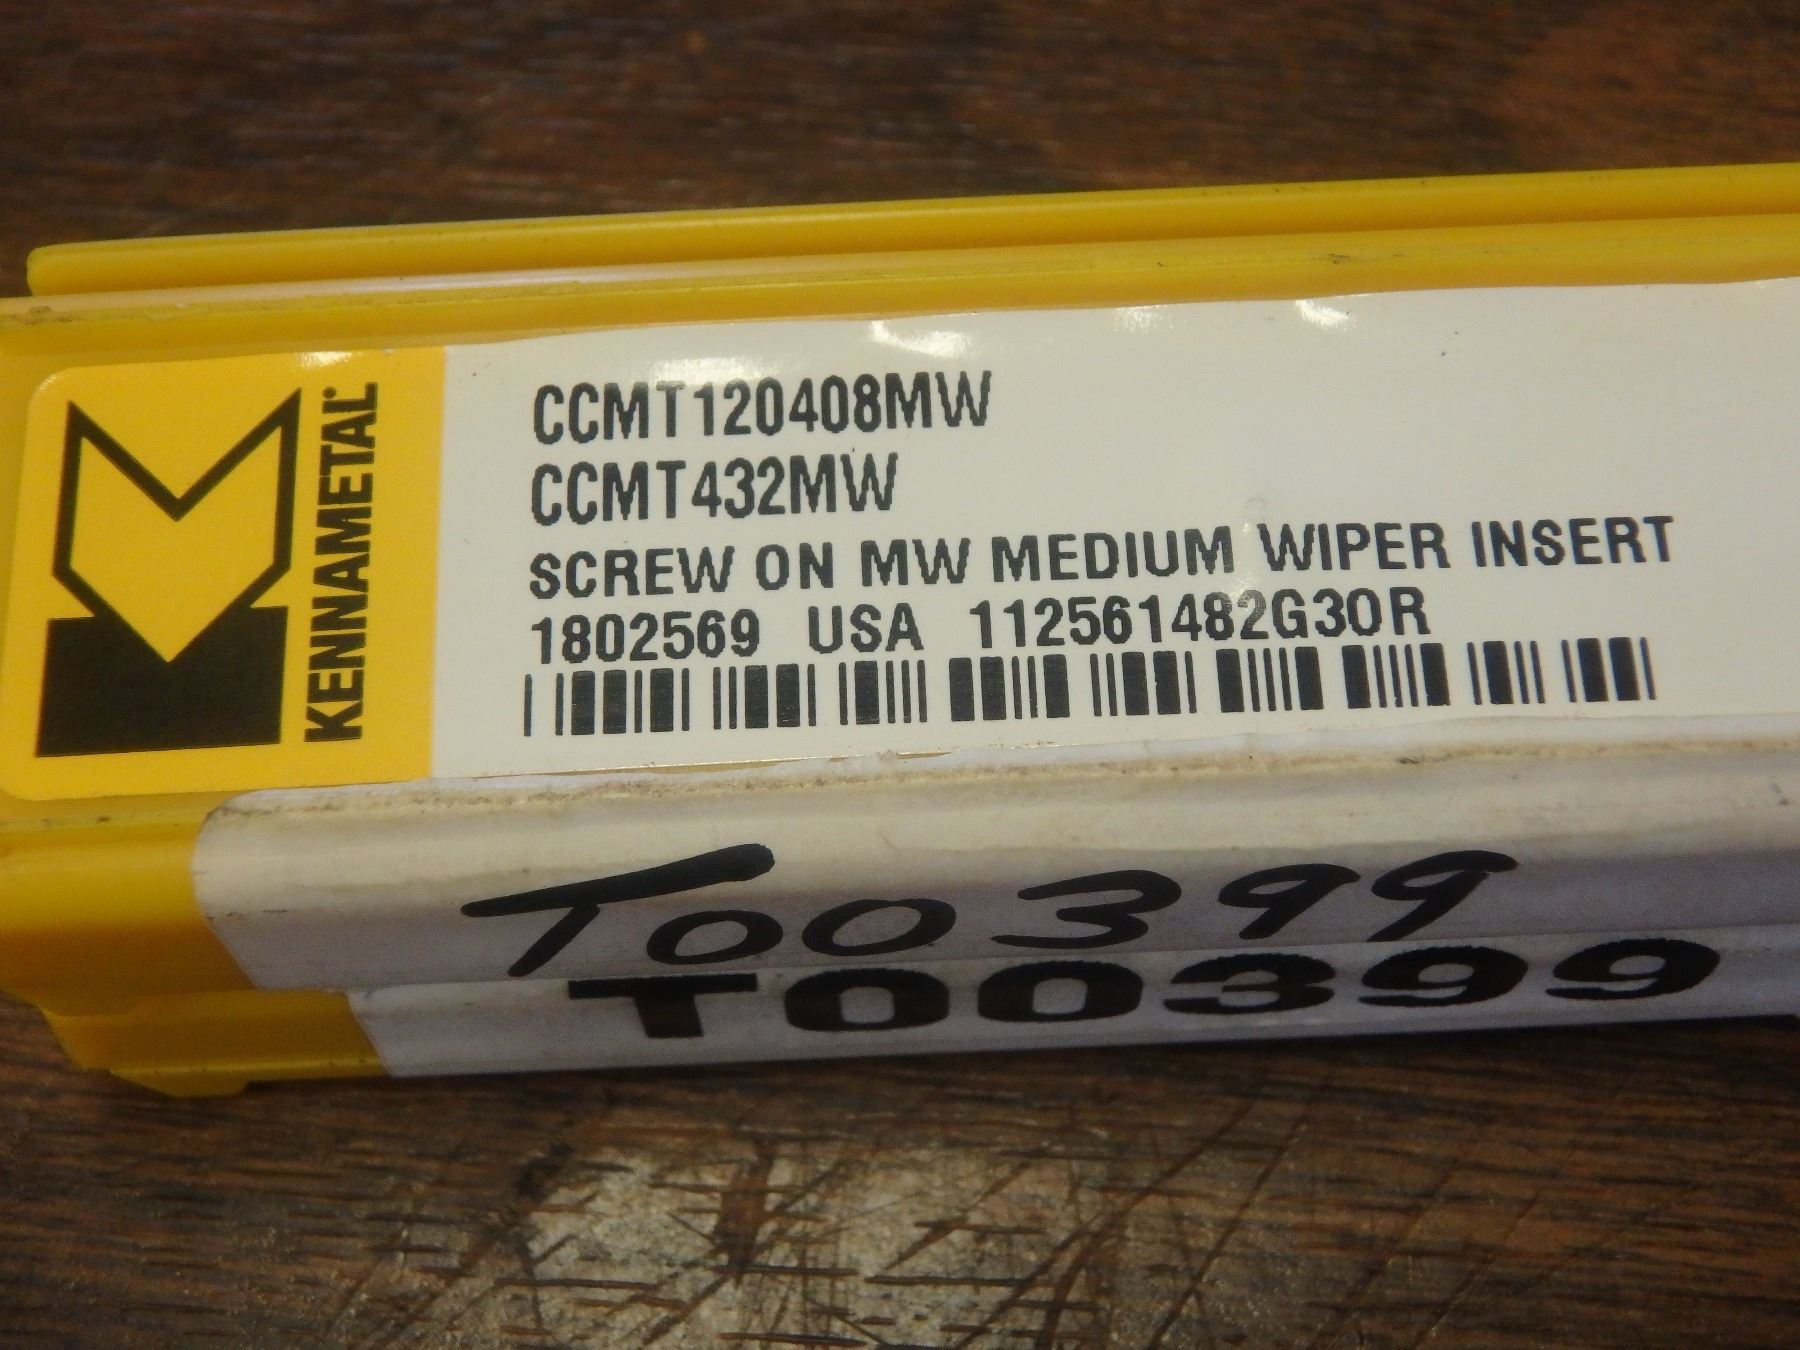 KENNAMETAL
CCMT120408MW
CCMT432MW
SCREW ON MW MEDIUM WIPER INSERT
1802569 USA 112561482G30R
T00399
T00399